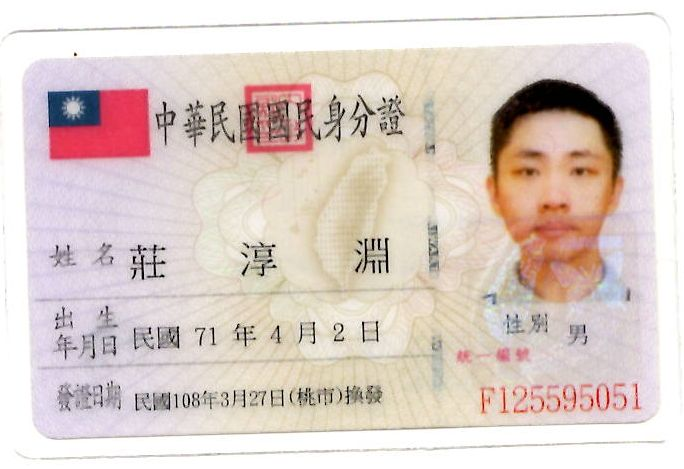 中華民國國民身分證
姓名 莊淳淵
出生年月日 民國 71 年 4 月 2 日
性別 男
統一編號
發證日期 民國108年3月27日(桃市)換發
F125595051